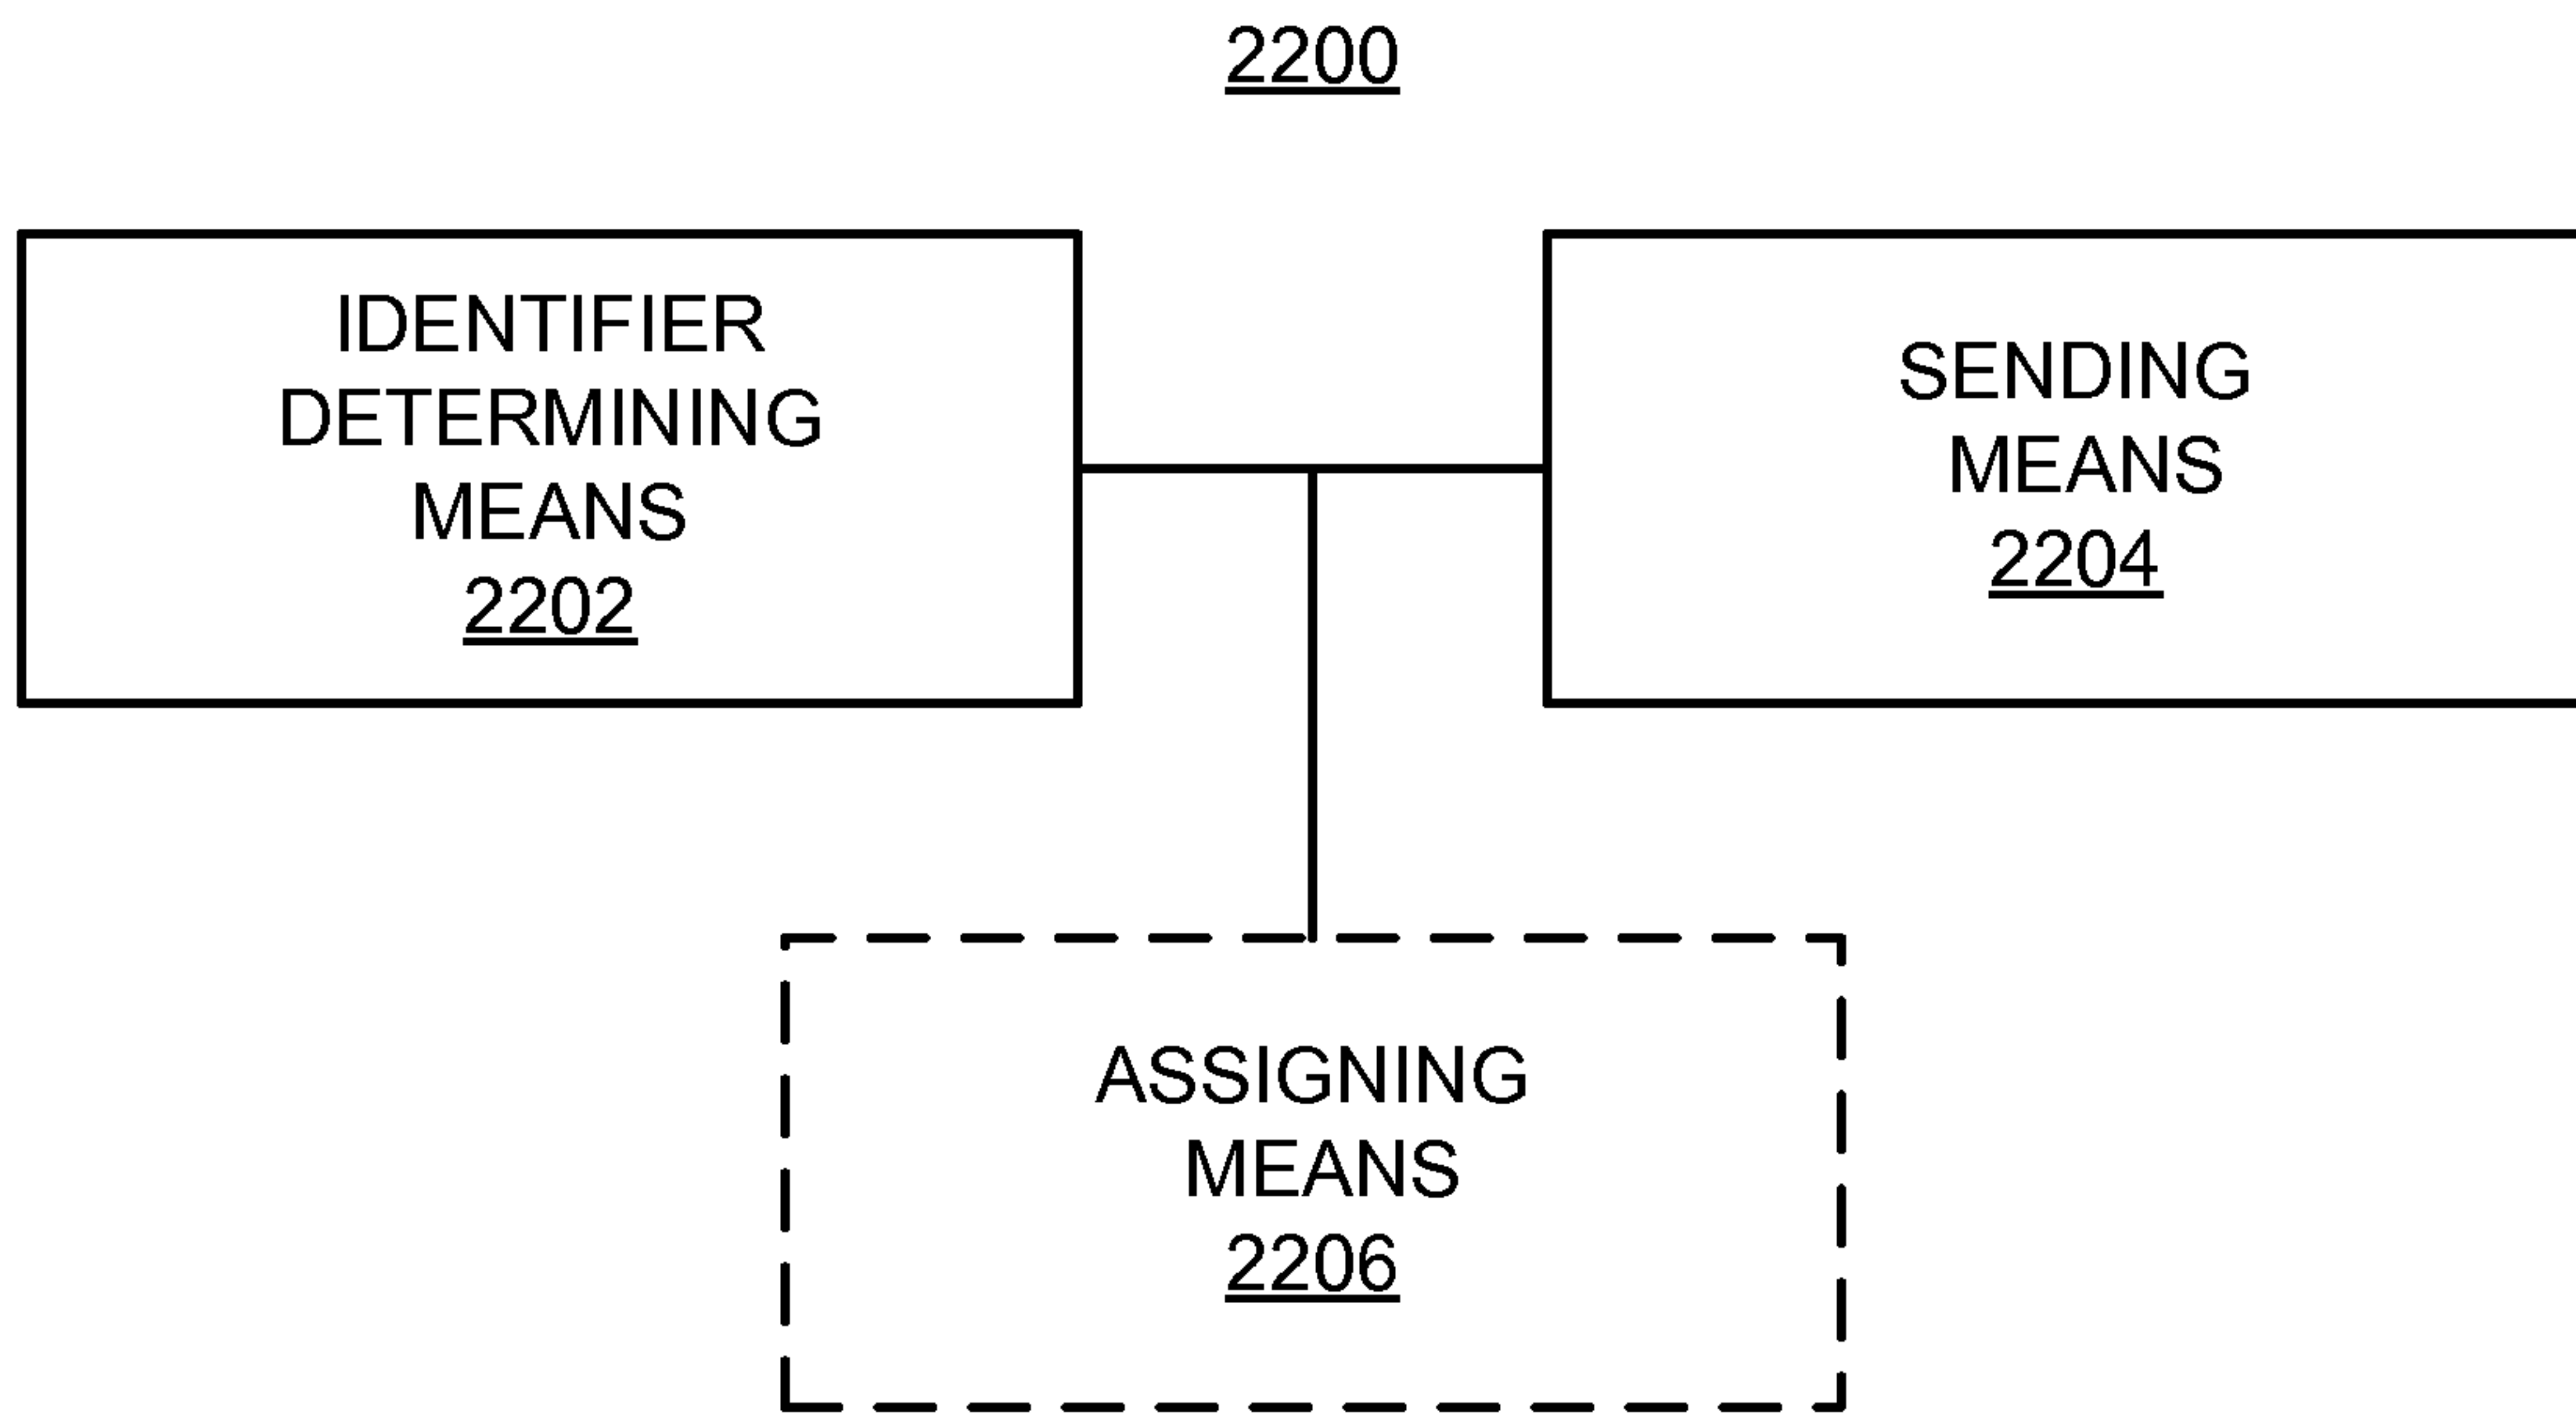 2200
IDENTIFIER
DETERMINING
MEANS
2202
SENDING
MEANS
2204
ASSIGNING
MEANS
2206